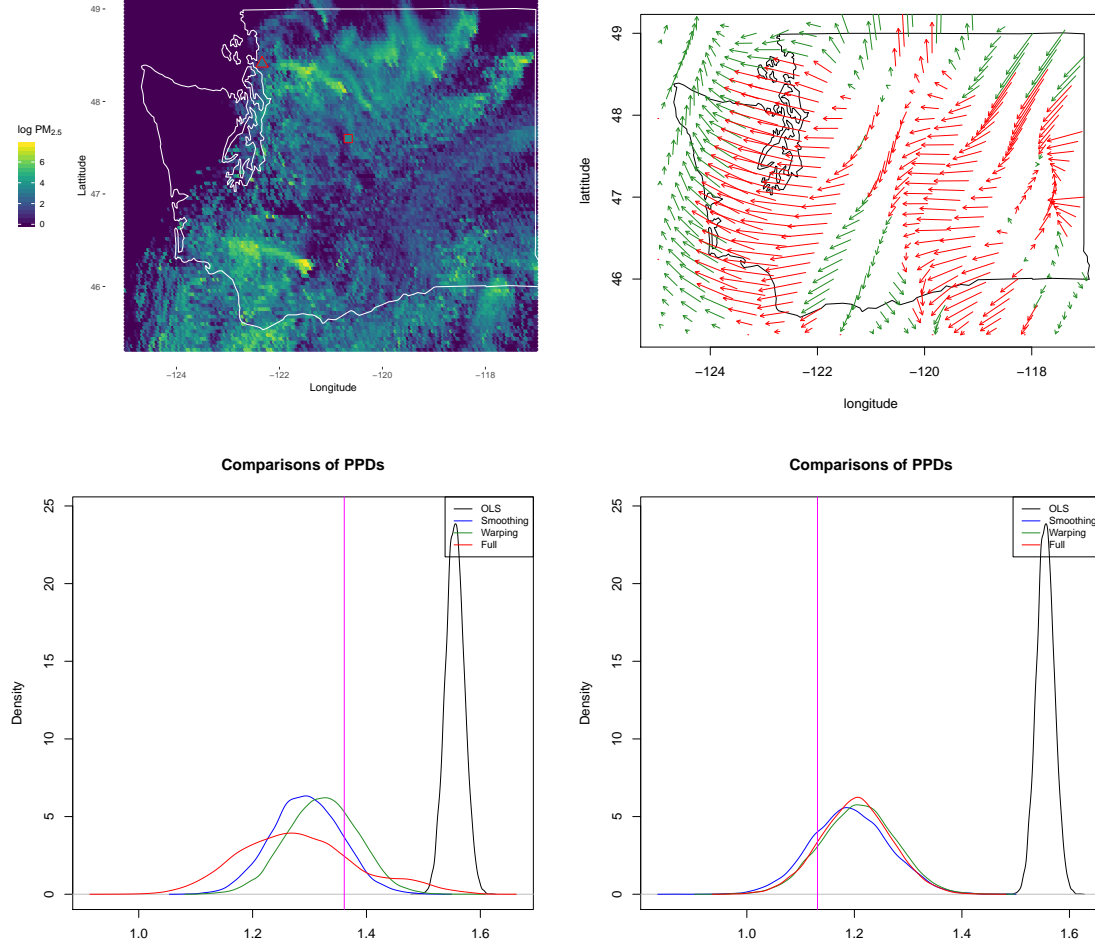 log PM2.5
6
4
2
0
Lattitude
49
48
47
46
−124
−122
−120
−118
Longitude
lattitude
49
48
47
46
−124
−122
−120
−118
longitude
Comparisons of PPDs
Density
25
20
15
10
5
0
1.0
1.2
1.4
1.6
OLS
Smoothing
Warping
Full
Comparisons of PPDs
Density
25
20
15
10
5
0
1.0
1.2
1.4
1.6
OLS
Smoothing
Warping
Full